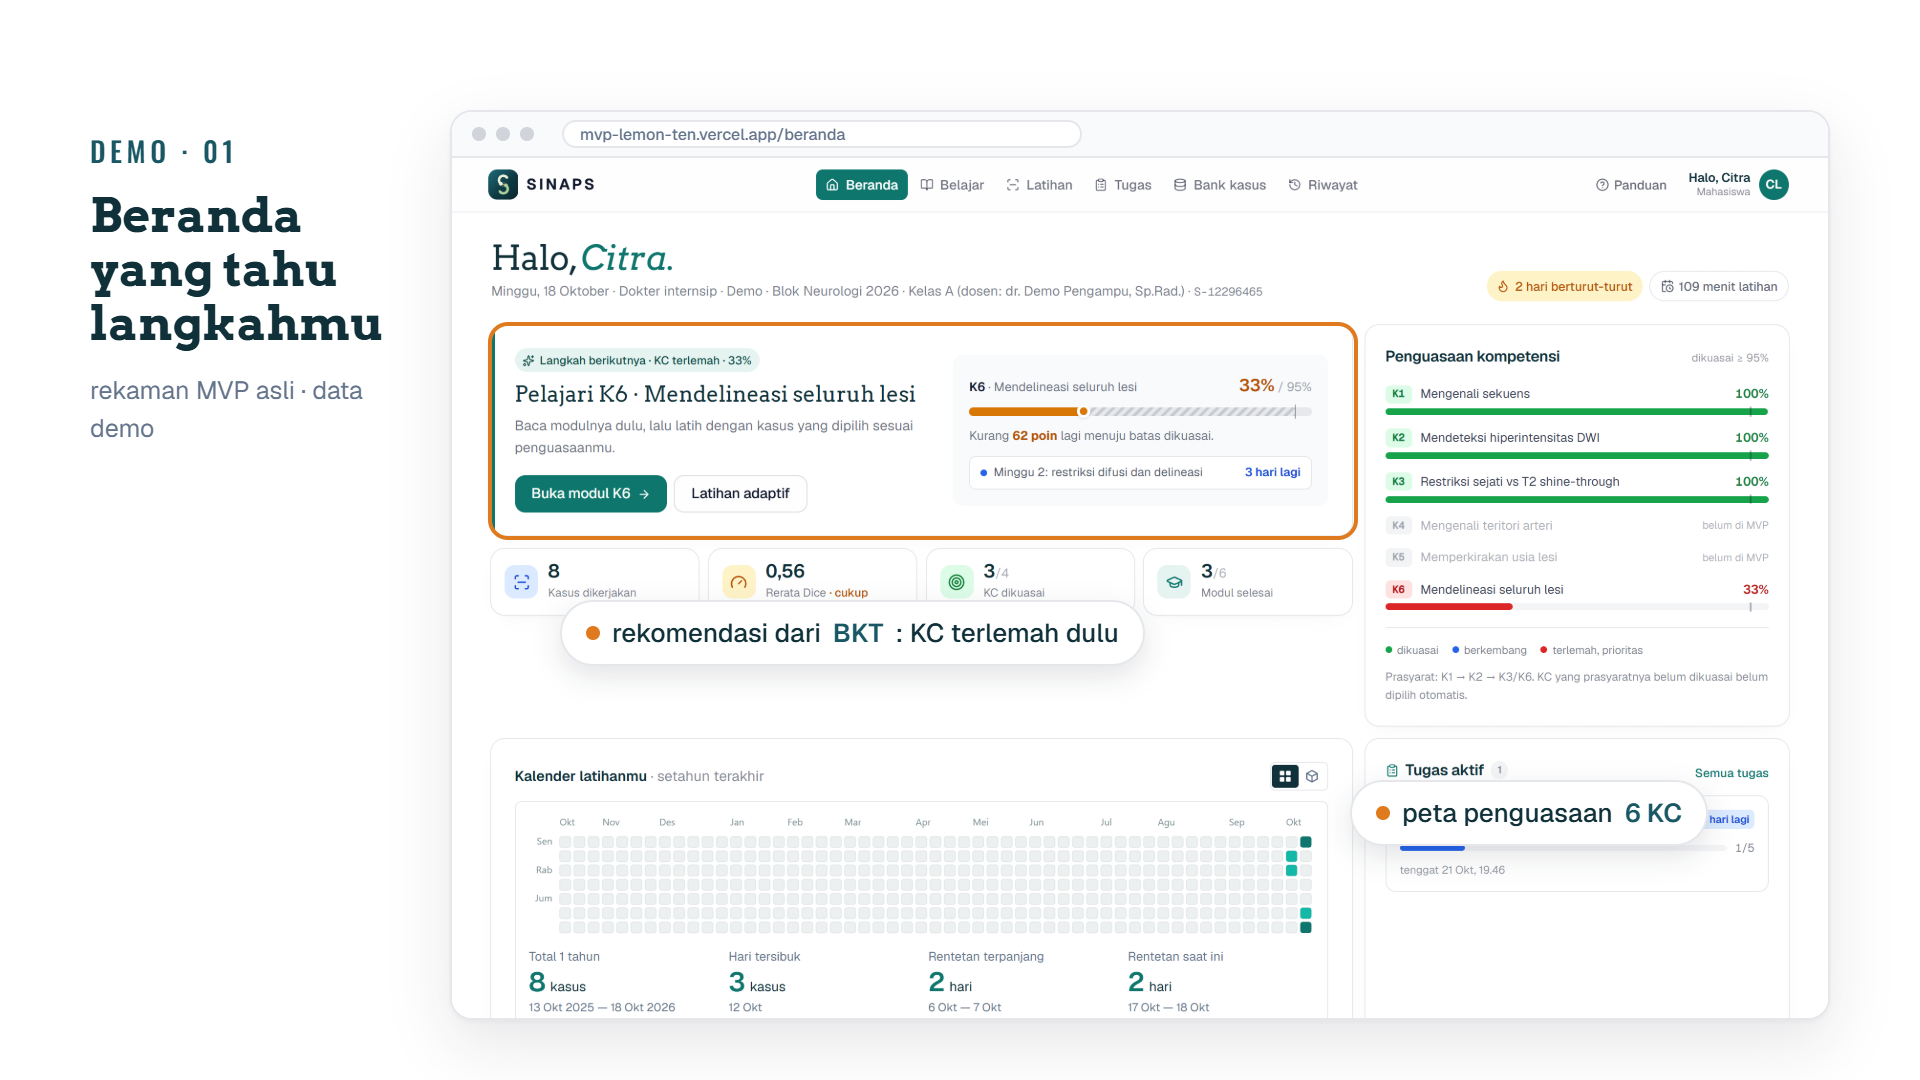 DEMO · 01
Beranda
yang tahu
langkahmu
rekaman MVP asli · data
demo
mvp-lemon-ten.vercel.app/beranda
SINAPS
Beranda
Belajar
Latihan
Tugas
Bank kasus
Riwayat
Panduan
Halo, Citra
Mahasiswa
CL
Halo, Citra.
Minggu, 18 Oktober · Dokter internsip · Demo · Blok Neurologi 2026 · Kelas A (dosen: dr. Demo Pengampu, Sp.Rad.) · S-12296465
2 hari berturut-turut
109 menit latihan
Langkah berikutnya · KC terlemah · 33%
Pelajari K6 · Mendelineasi seluruh lesi
Baca modulnya dulu, lalu latih dengan kasus yang dipilih sesuai
penguasaanmu.
Buka modul K6 →
Latihan adaptif
K6 · Mendelineasi seluruh lesi
33% / 95%
Kurang 62 poin lagi menuju batas dikuasai.
Minggu 2: restriksi difusi dan delineasi
3 hari lagi
8
Kasus dikerjakan
0,56
Rerata Dice · cukup
3/4
KC dikuasai
3/6
Modul selesai
rekomendasi dari BKT : KC terlemah dulu
Penguasaan kompetensi
dikuasai ≥ 95%
K1 Mengenali sekuens 100%
K2 Mendeteksi hiperintensitas DWI 100%
K3 Restriksi sejati vs T2 shine-through 100%
K4 Mengenali teritori arteri belum di MVP
K5 Memperkirakan usia lesi belum di MVP
K6 Mendelineasi seluruh lesi 33%
dikuasai
berkembang
terlemah, prioritas
Prasyarat: K1 → K2 → K3/K6. KC yang prasyaratnya belum dikuasai belum
dipilih otomatis.
Kalender latihanmu · setahun terakhir
Okt Nov Des Jan Feb Mar Apr Mei Jun Jul Agu Sep Okt
Sen
Rab
Jum
Total 1 tahun
8 kasus
13 Okt 2025 — 18 Okt 2026
Hari tersibuk
3 kasus
12 Okt
Rentetan terpanjang
2 hari
6 Okt — 7 Okt
Rentetan saat ini
2 hari
17 Okt — 18 Okt
Tugas aktif 1
Semua tugas
peta penguasaan 6 KC
hari lagi
1/5
tenggat 21 Okt, 19.46